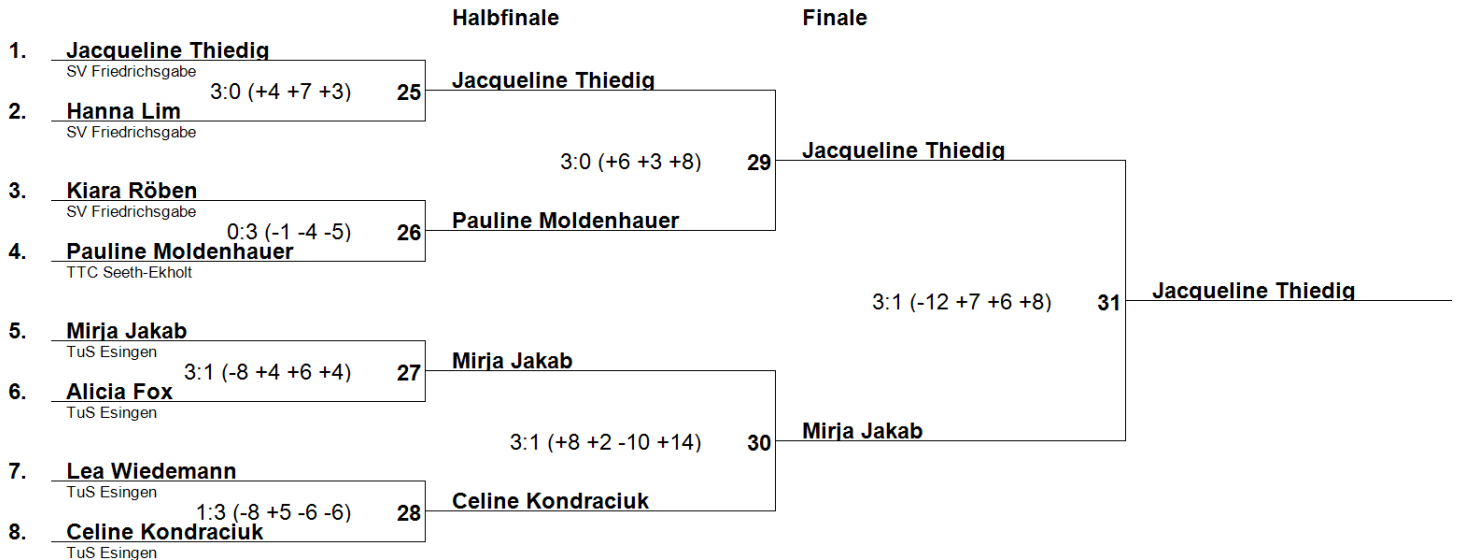 Halbfinale Finale
1. Jacqueline Thiedig
SV Friedrichsgabe
3:0 (+4 +7 +3) 25
Jacqueline Thiedig
2. Hanna Lim
SV Friedrichsgabe
3:0 (+6 +3 +8) 29
Jacqueline Thiedig
3. Kiara Röben
SV Friedrichsgabe
0:3 (-1 -4 -5) 26
Pauline Moldenhauer
4. Pauline Moldenhauer
TTC Seeth-Ekholt
3:1 (-12 +7 +6 +8) 31
Jacqueline Thiedig
5. Mirja Jakab
TuS Esingen
3:1 (-8 +4 +6 +4) 27
Mirja Jakab
6. Alicia Fox
TuS Esingen
3:1 (+8 +2 -10 +14) 30
Mirja Jakab
7. Lea Wiedemann
TuS Esingen
1:3 (-8 +5 -6 -6) 28
Celine Kondraciuk
8. Celine Kondraciuk
TuS Esingen